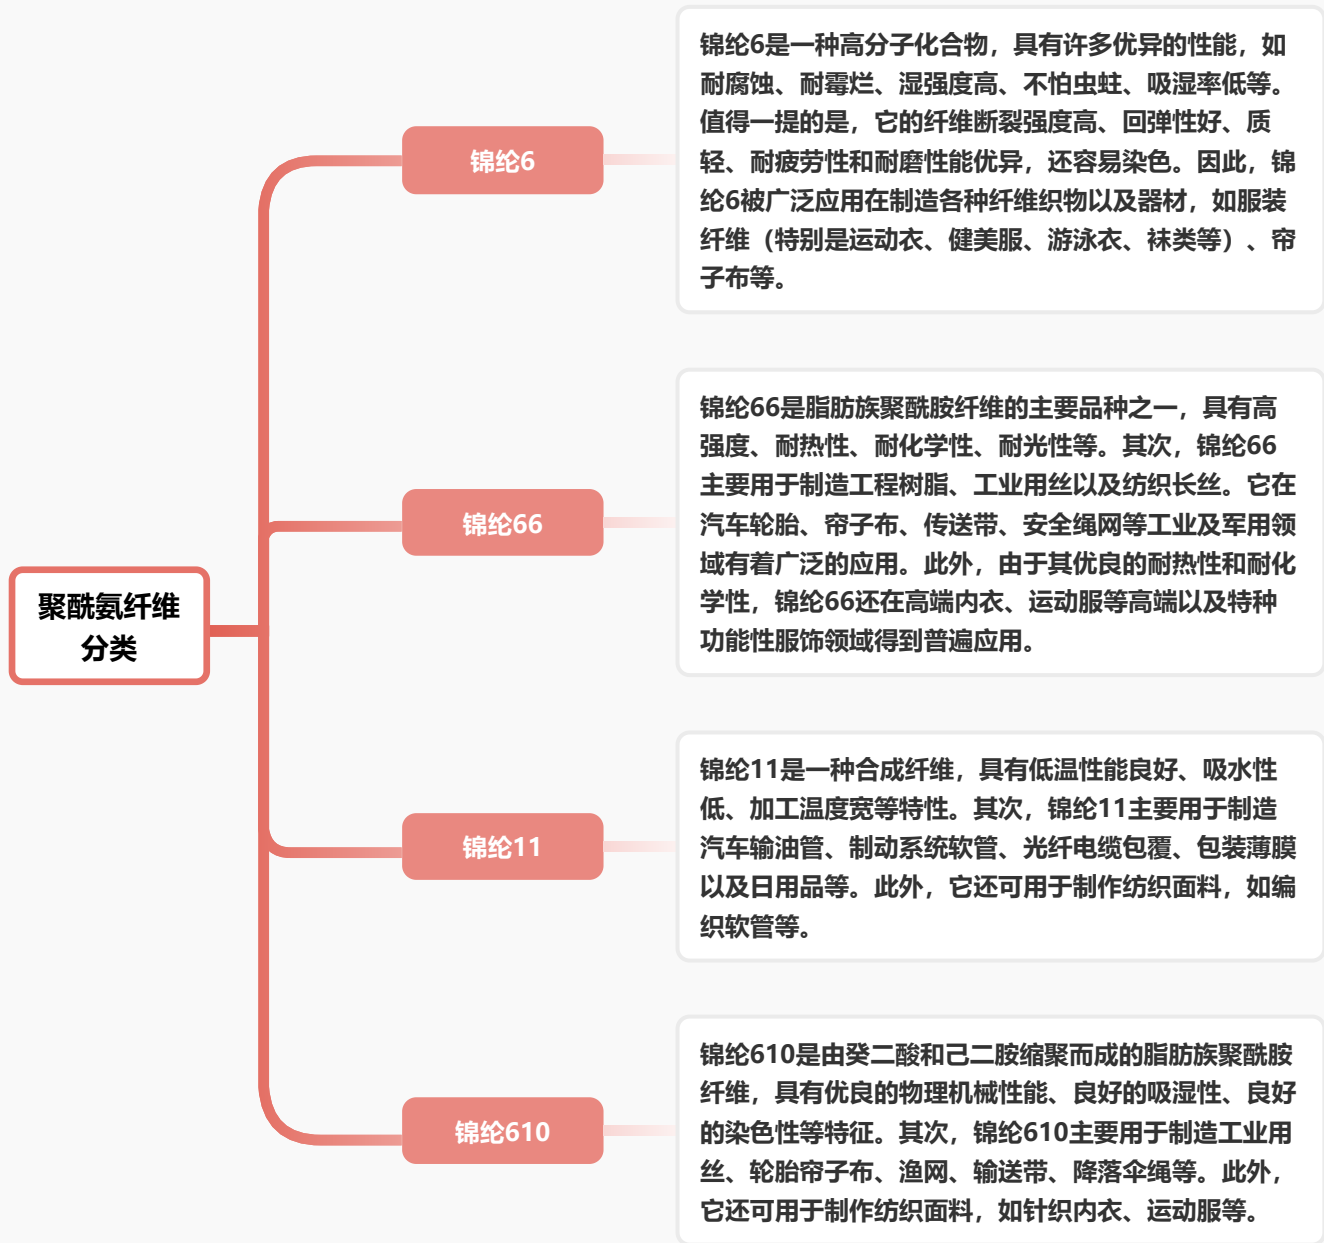 聚酰氨纤维
分类
锦纶6
锦纶6是一种高分子化合物，具有许多优异的性能，如
耐腐蚀、耐霉烂、湿强度高、不怕虫蛀、吸湿率低等。
值得一提的是，它的纤维断裂强度高、回弹性好、质
轻、耐疲劳性和耐磨性能优异，还容易染色。因此，锦
纶6被广泛应用在制造各种纤维织物以及器材，如服装
纤维（特别是运动衣、健美服、游泳衣、袜类等）、帘
子布等。
锦纶66
锦纶66是脂肪族聚酰胺纤维的主要品种之一，具有高
强度、耐热性、耐化学性、耐光性等。其次，锦纶66
主要用于制造工程树脂、工业用丝以及纺织长丝。它在
汽车轮胎、帘子布、传送带、安全绳网等工业及军用领
域有着广泛的应用。此外，由于其优良的耐热性和耐化
学性，锦纶66还在高端内衣、运动服等高端以及特种
功能性服饰领域得到普遍应用。
锦纶11
锦纶11是一种合成纤维，具有低温性能良好、吸水性
低、加工温度宽等特性。其次，锦纶11主要用于制造
汽车输油管、制动系统软管、光纤电缆包覆、包装薄膜
以及日用品等。此外，它还可用于制作纺织面料，如编
织软管等。
锦纶610
锦纶610是由癸二酸和己二胺缩聚而成的脂肪族聚酰胺
纤维，具有优良的物理机械性能、良好的吸湿性、良好
的染色性等特征。其次，锦纶610主要用于制造工业用
丝、轮胎帘子布、渔网、输送带、降落伞绳等。此外，
它还可用于制作纺织面料，如针织内衣、运动服等。